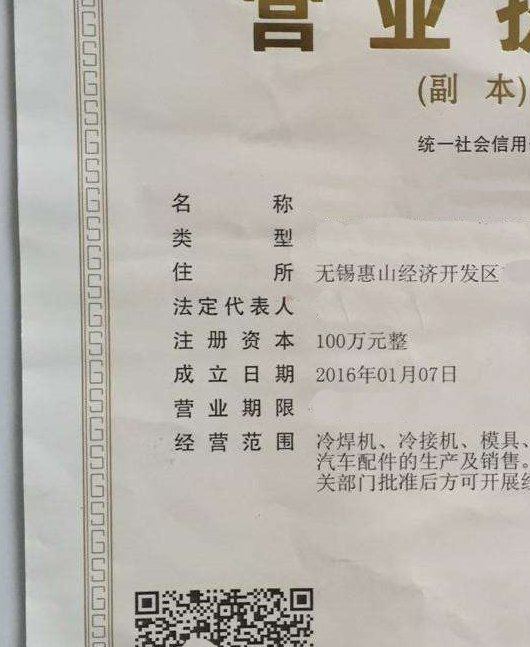 营业执
(副 本)
统一社会信用
名 称
类 型
住 所 无锡惠山经济开发区
法定代表人
注 册 资 本 100万元整
成 立 日 期 2016年01月07日
营 业 期 限
经 营 范 围 冷焊机、冷接机、模具、
汽车配件的生产及销售。
关部门批准后方可开展经